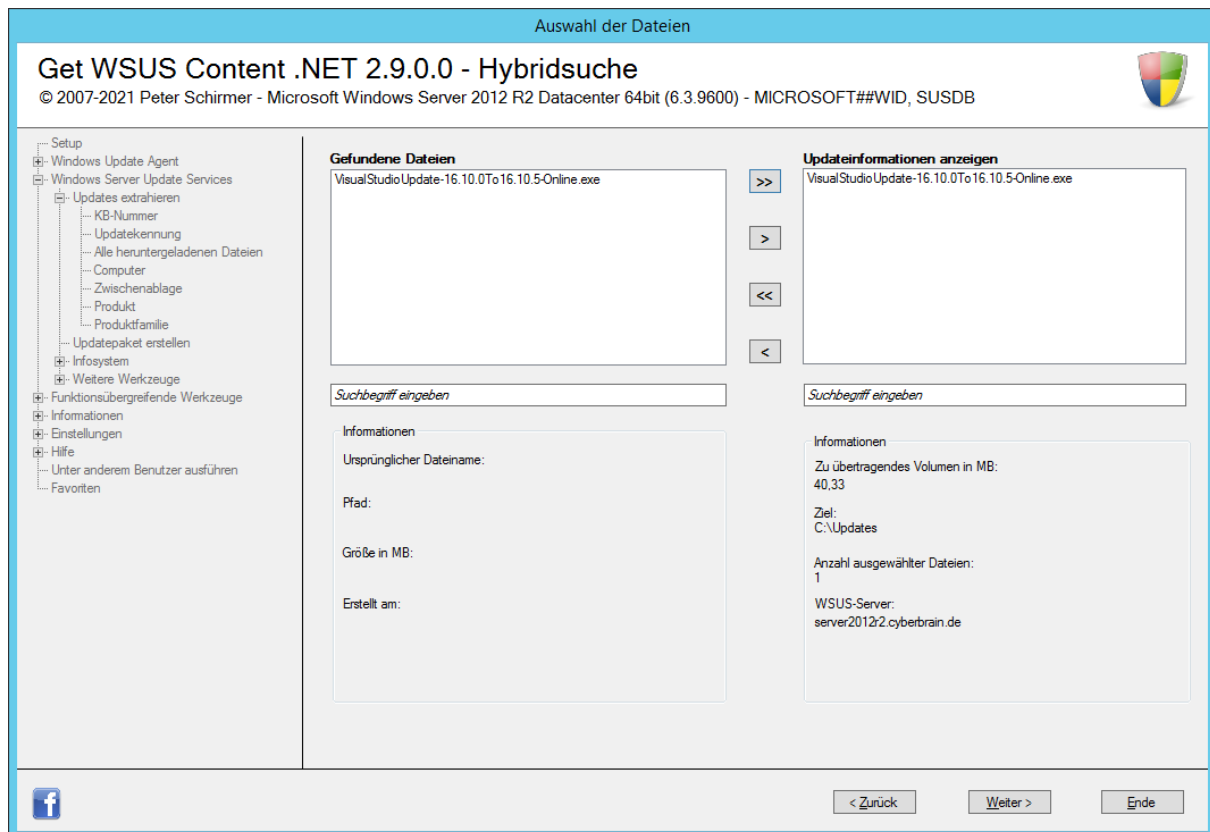 Auswahl der Dateien
Get WSUS Content .NET 2.9.0.0 - Hybridsuche
© 2007-2021 Peter Schirmer - Microsoft Windows Server 2012 R2 Datacenter 64bit (6.3.9600) - MICROSOFT##WID, SUSDB
Setup
Windows Update Agent
Windows Server Update Services
Updates extrahieren
KB-Nummer
Updatekennung
Alle heruntergeladenen Dateien
Computer
Zwischenablage
Produkt
Produktfamilie
Updatepaket erstellen
Infosystem
Weitere Werkzeuge
Funktionsübergreifende Werkzeuge
Informationen
Einstellungen
Hilfe
Unter anderem Benutzer ausführen
Favoriten
Gefundene Dateien
VisualStudioUpdate-16.10.0To16.10.5-Online.exe
Suchbegriff eingeben
Informationen
Ursprünglicher Dateiname:
Pfad:
Größe in MB:
Erstellt am:
>>
>
<<
<
Updateinformationen anzeigen
VisualStudioUpdate-16.10.0To16.10.5-Online.exe
Suchbegriff eingeben
Informationen
Zu übertragendes Volumen in MB:
40,33
Ziel:
C:\Updates
Anzahl ausgewählter Dateien:
1
WSUS-Server:
server2012r2.cyberbrain.de
f
< Zurück
Weiter >
Ende